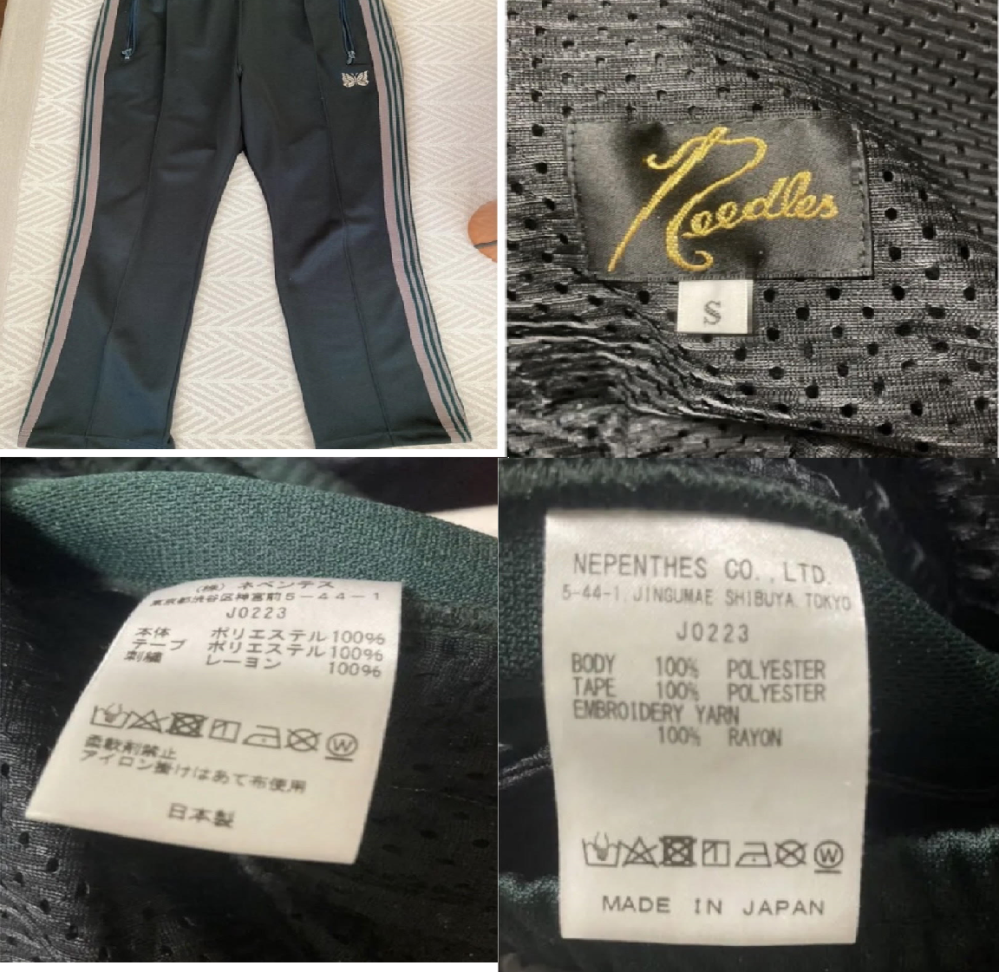 Needles
S
(株) ネペンテス
東京都渋谷区神宮前5-44-1
J0223
本体 ポリエステル100%
テープ ポリエステル100%
刺繍 レーヨン 100%
W
柔軟剤禁止
アイロン掛けはあて布使用
日本製
NEPENTHES CO.,LTD.
5-44-1.JINGUMAE SHIBUYA TOKYO
J0223
BODY 100% POLYESTER
TAPE 100% POLYESTER
EMBROIDERY YARN
100% RAYON
W
MADE IN JAPAN